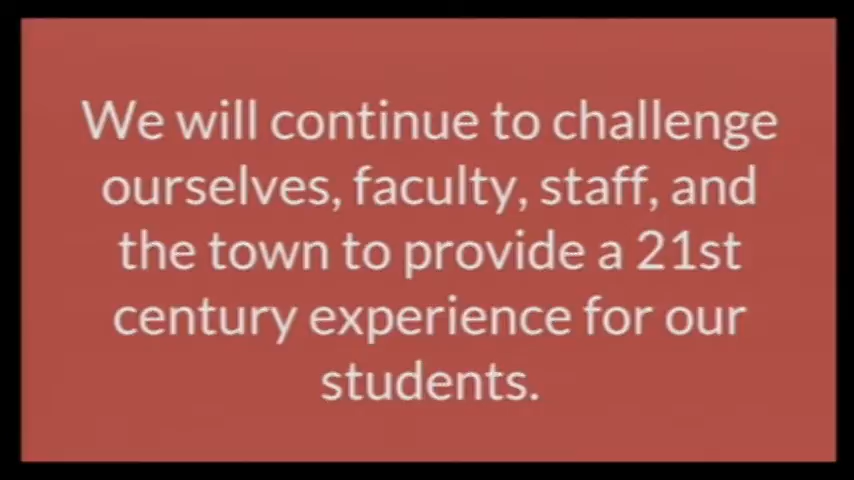 We will continue to challenge
ourselves, faculty, staff, and
the town to provide a 21st
century experience for our
students.